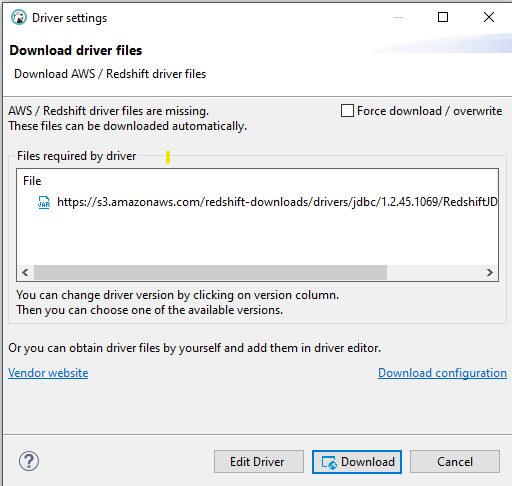 Driver settings
Download driver files
Download AWS / Redshift driver files
AWS / Redshift driver files are missing.
These files can be downloaded automatically.
Force download / overwrite
Files required by driver
File
JAR
https://s3.amazonaws.com/redshift-downloads/drivers/jdbc/1.2.45.1069/RedshiftJD
You can change driver version by clicking on version column.
Then you can choose one of the available versions.
Or you can obtain driver files by yourself and add them in driver editor.
Vendor website
Download configuration
?
Edit Driver
Download
Cancel